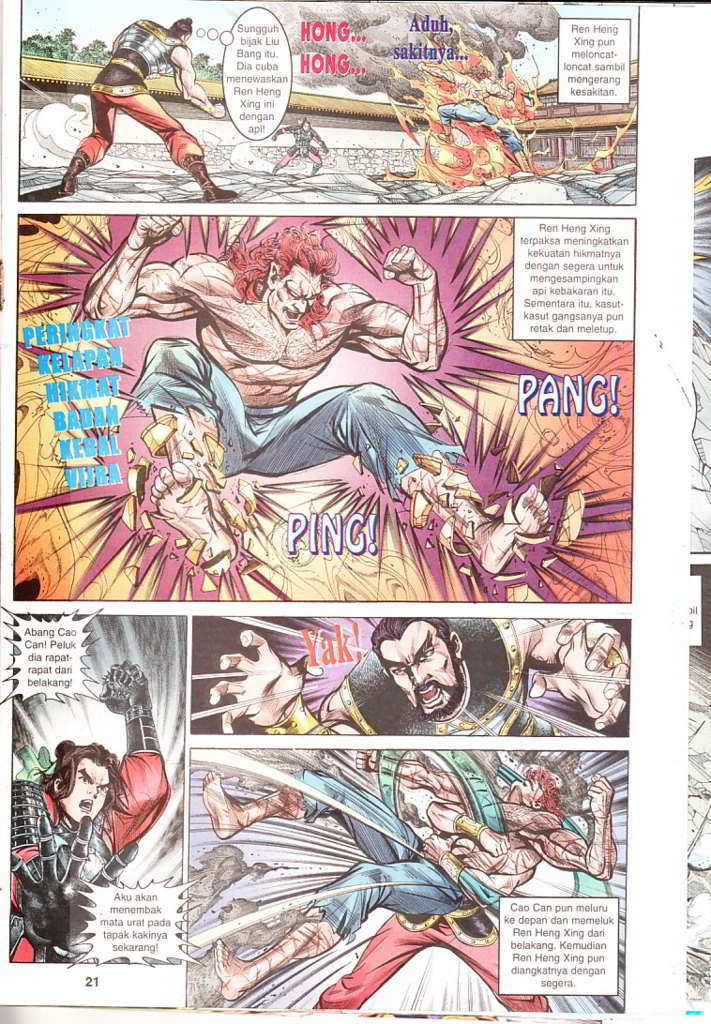 Sungguh
bijak Liu
Bang itu.
Dia cuba
menewaskan
Ren Heng
Xing ini
dengan
api!
HONG...
HONG...
Aduh,
sakitnya...
Ren Heng
Xing pun
meloncat-
loncat sambil
mengerang
kesakitan.
Ren Heng Xing
terpaksa meningkatkan
kekuatan hikmatnya
dengan segera untuk
mengesampingkan
api kebakaran itu.
Sementara itu, kasut-
kasut gangsanya pun
retak dan meletup.
PERINGKAT
KELAPAN
HIKMAT
BADAN
KEBAL
VITRA
PANG!
PING!
Abang Cao
Can! Peluk
dia rapat-
rapat dari
belakang!
Yak!
Aku akan
menembak
mata urat pada
tapak kakinya
sekarang!
Cao Can pun meluru
ke depan dan memeluk
Ren Heng Xing dari
belakang. Kemudian
Ren Heng Xing pun
diangkatnya dengan
segera.
21